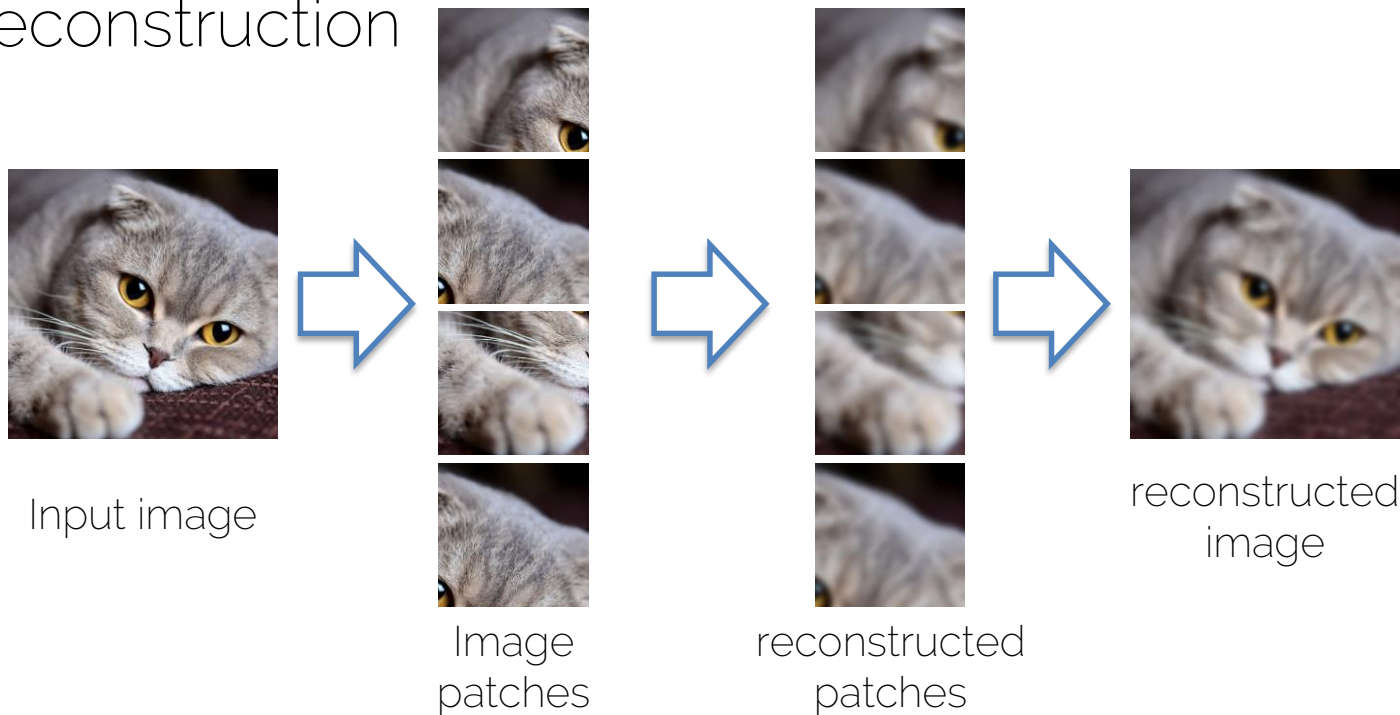 econstruction
Input image
Image
patches
reconstructed
patches
reconstructed
image